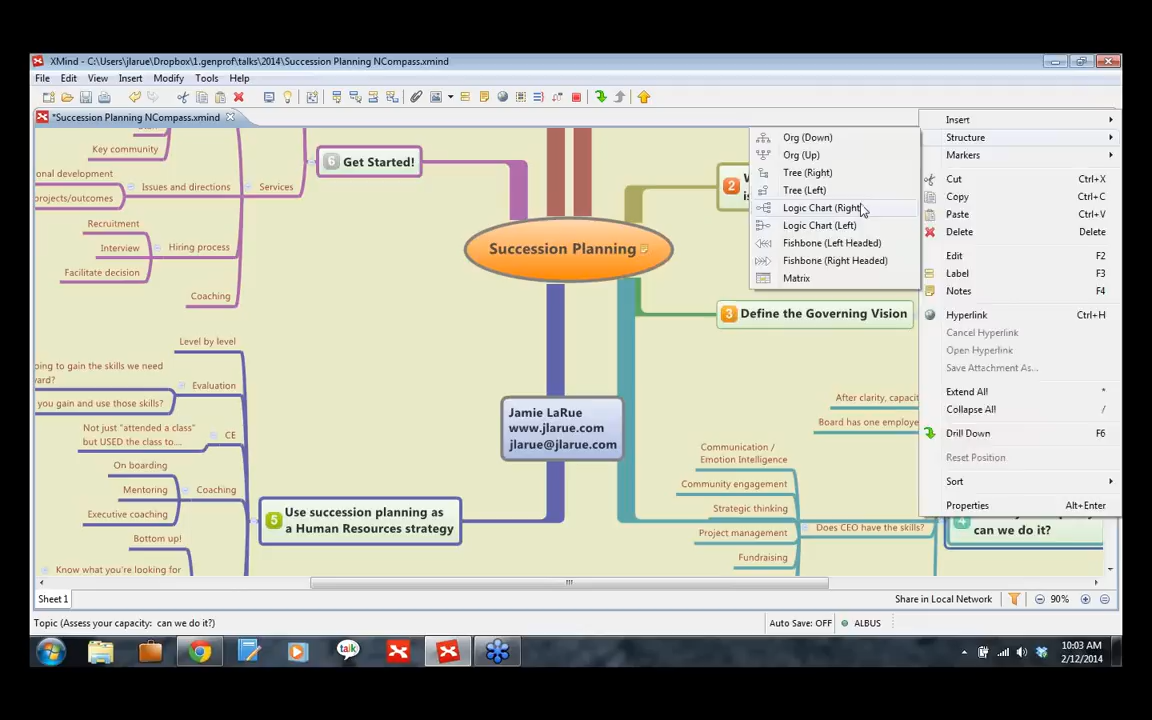 XMind - C:\Users\jlarue\Dropbox\1.genprof\talks\2014\Succession Planning NCompass.xmind
File Edit View Insert Modify Tools Help
*Succession Planning NCompass.xmind
Key community
onal development
projects/outcomes
Issues and directions
Services
Recruitment
Interview
Facilitate decision
Hiring process
Coaching
6 Get Started!
Succession Planning
2
3 Define the Governing Vision
Jamie LaRue
www.jlarue.com
jlarue@jlarue.com
Level by level
ping to gain the skills we need
vard?
you gain and use those skills?
Evaluation
Not just "attended a class"
but USED the class to...
CE
On boarding
Mentoring
Executive coaching
Coaching
Bottom up!
Know what you're looking for
5 Use succession planning as
a Human Resources strategy
After clarity, capacit
Board has one employe
Communication /
Emotion Intelligence
Community engagement
Strategic thinking
Project management
Fundraising
Does CEO have the skills?
4
can we do it?
Org (Down)
Org (Up)
Tree (Right)
Tree (Left)
Logic Chart (Right)
Logic Chart (Left)
Fishbone (Left Headed)
Fishbone (Right Headed)
Matrix
Insert
Structure
Markers
Cut Ctrl+X
Copy Ctrl+C
Paste Ctrl+V
Delete Delete
Edit F2
Label F3
Notes F4
Hyperlink Ctrl+H
Cancel Hyperlink
Open Hyperlink
Save Attachment As...
Extend All *
Collapse All /
Drill Down F6
Reset Position
Sort
Properties Alt+Enter
Sheet 1
Share in Local Network 90%
Topic (Assess your capacity: can we do it?)
Auto Save: OFF ALBUS
talk
10:03 AM
2/12/2014